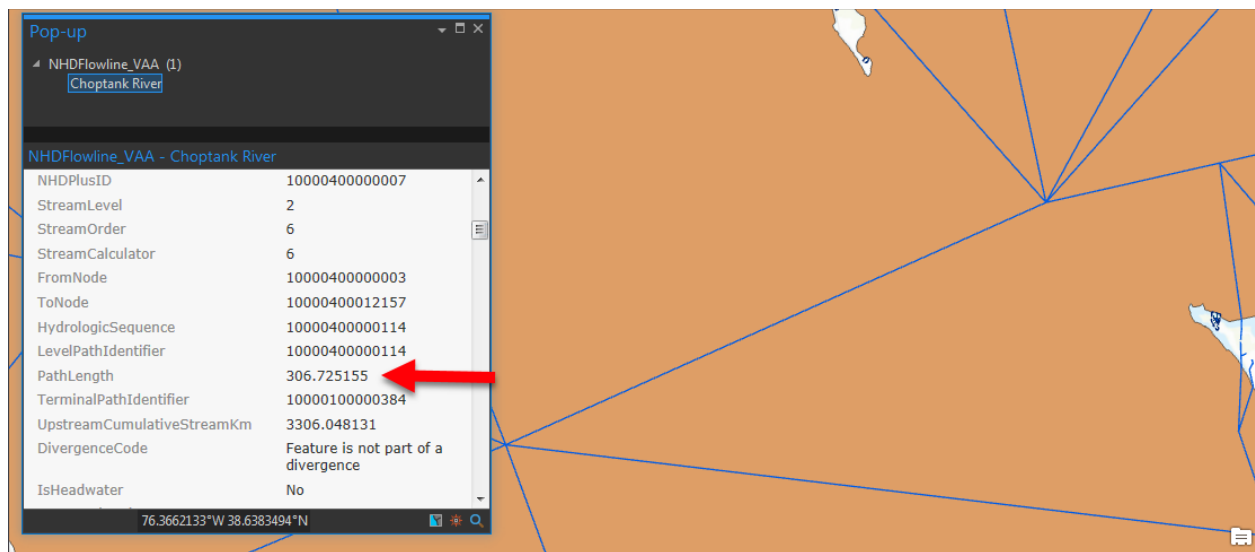 Pop-up
NHDFlowline_VAA (1)
Choptank River
NHDFlowline_VAA - Choptank River
NHDPlusID 10000400000007
StreamLevel 2
StreamOrder 6
StreamCalculator 6
FromNode 10000400000003
ToNode 10000400012157
HydrologicSequence 10000400000114
LevelPathIdentifier 10000400000114
PathLength 306.725155
TerminalPathIdentifier 10000100000384
UpstreamCumulativeStreamKm 3306.048131
DivergenceCode Feature is not part of a
divergence
IsHeadwater No
76.3662133°W 38.6383494°N